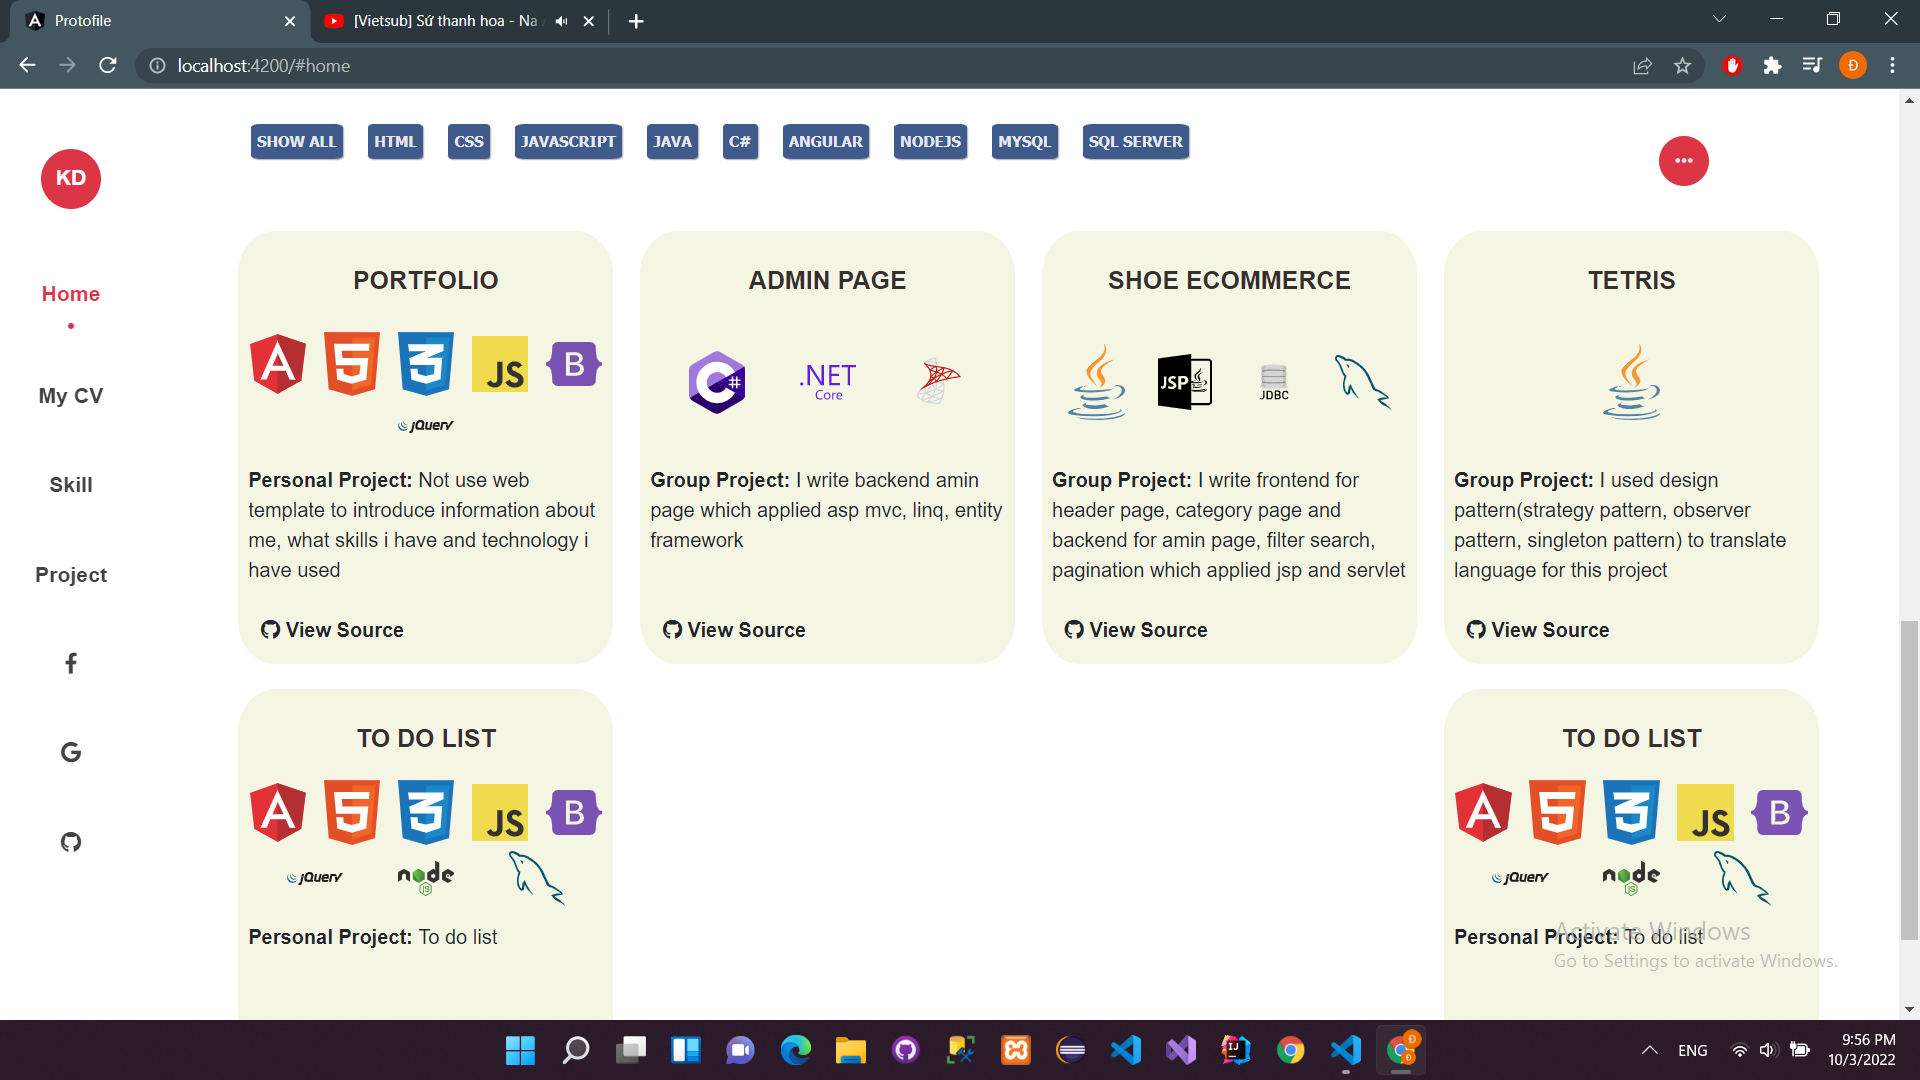 Protofile
[Vietsub] Sứ thanh hoa - Na
localhost:4200/#home
Đ
SHOW ALL HTML CSS JAVASCRIPT JAVA C# ANGULAR NODEJS MYSQL SQL SERVER
KD
Home
My CV
Skill
Project
PORTFOLIO
JS B
jQuery
Personal Project: Not use web
template to introduce information about
me, what skills i have and technology i
have used
View Source
ADMIN PAGE
C# .NET
Core
Group Project: I write backend amin
page which applied asp mvc, linq, entity
framework
View Source
SHOE ECOMMERCE
JSP JDBC
Group Project: I write frontend for
header page, category page and
backend for amin page, filter search,
pagination which applied jsp and servlet
View Source
TETRIS
Group Project: I used design
pattern(strategy pattern, observer
pattern, singleton pattern) to translate
language for this project
View Source
TO DO LIST
JS B
jQuery node
JS
Personal Project: To do list
TO DO LIST
JS B
jQuery node
JS
Personal Project: To do list
Activate Windows
Go to Settings to activate Windows.
ENG
9:56 PM
10/3/2022